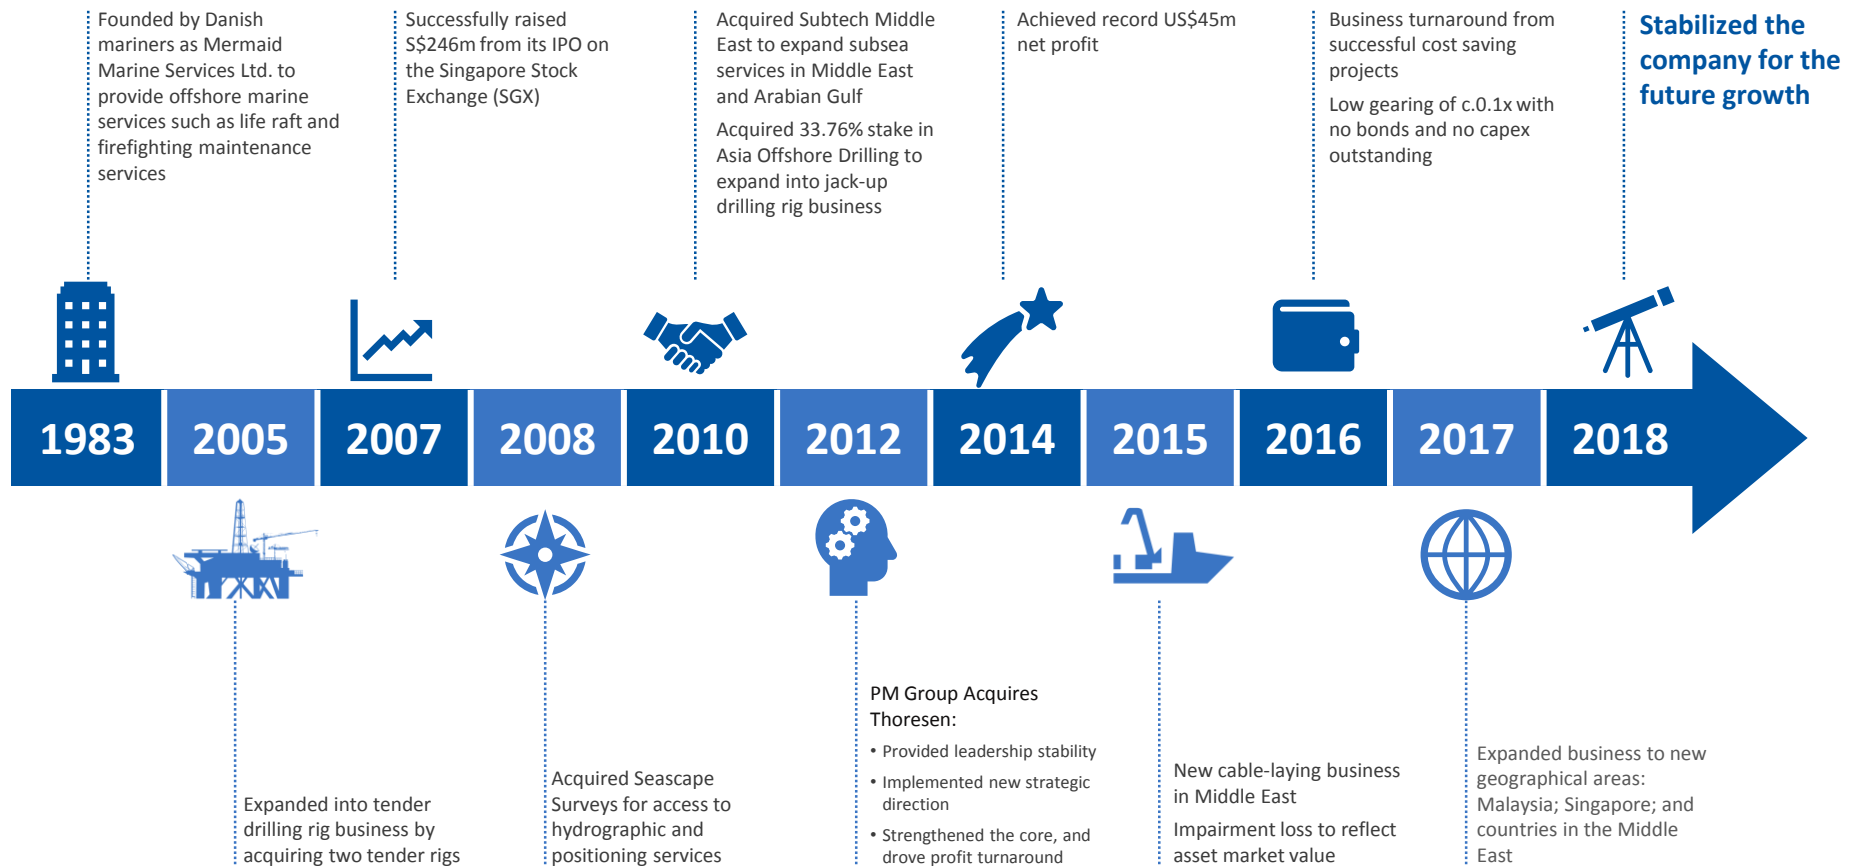 Founded by Danish
mariners as Mermaid
Marine Services Ltd. to
provide offshore marine
services such as life raft and
firefighting maintenance
services
Successfully raised
S$246m from its IPO on
the Singapore Stock
Exchange (SGX)
Acquired Subtech Middle
East to expand subsea
services in Middle East
and Arabian Gulf
Acquired 33.76% stake in
Asia Offshore Drilling to
expand into jack-up
drilling rig business
Achieved record US$45m
net profit
Business turnaround from
successful cost saving
projects
Low gearing of c.0.1x with
no bonds and no capex
outstanding
Stabilized the
company for the
future growth
1983
2005
2007
2008
2010
2012
2014
2015
2016
2017
2018
Expanded into tender
drilling rig business by
acquiring two tender rigs
Acquired Seascape
Surveys for access to
hydrographic and
positioning services
PM Group Acquires
Thoresen:
• Provided leadership stability
• Implemented new strategic
direction
• Strengthened the core, and
drove profit turnaround
New cable-laying business
in Middle East
Impairment loss to reflect
asset market value
Expanded business to new
geographical areas:
Malaysia; Singapore; and
countries in the Middle
East